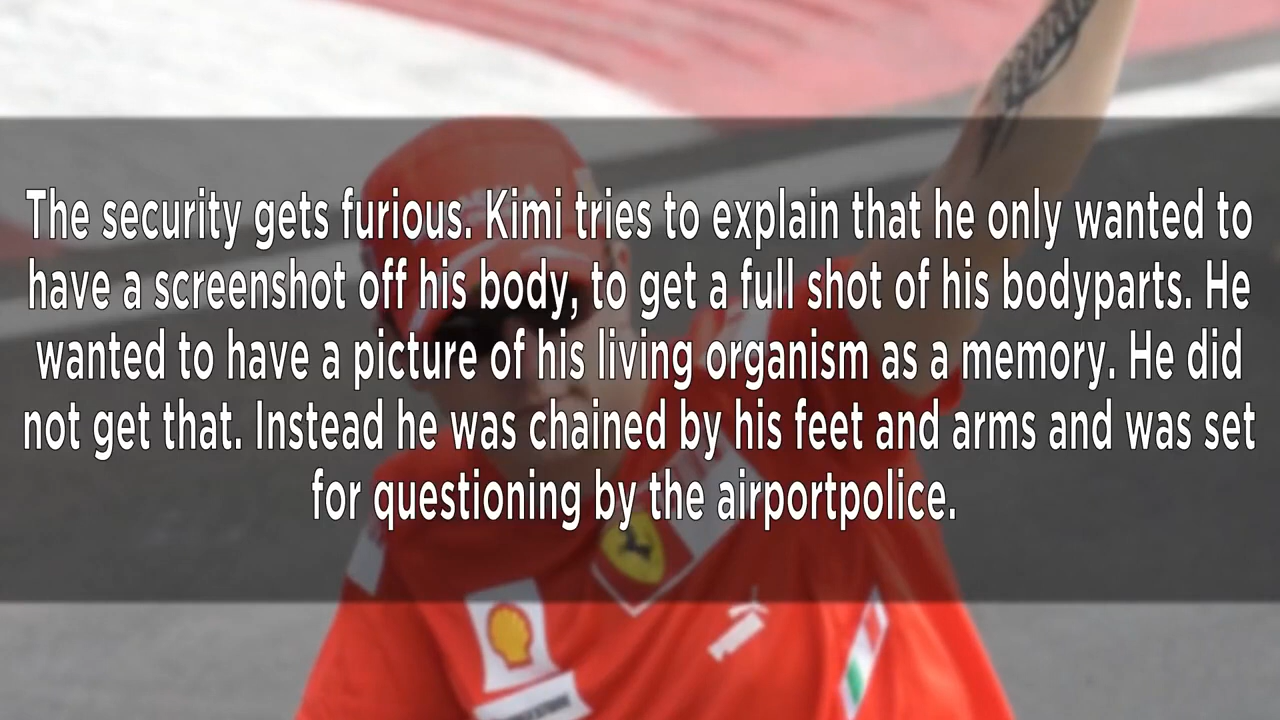 The security gets furious. Kimi tries to explain that he only wanted to
have a screenshot off his body, to get a full shot of his bodyparts. He
wanted to have a picture of his living organism as a memory. He did
not get that. Instead he was chained by his feet and arms and was set
for questioning by the airportpolice.